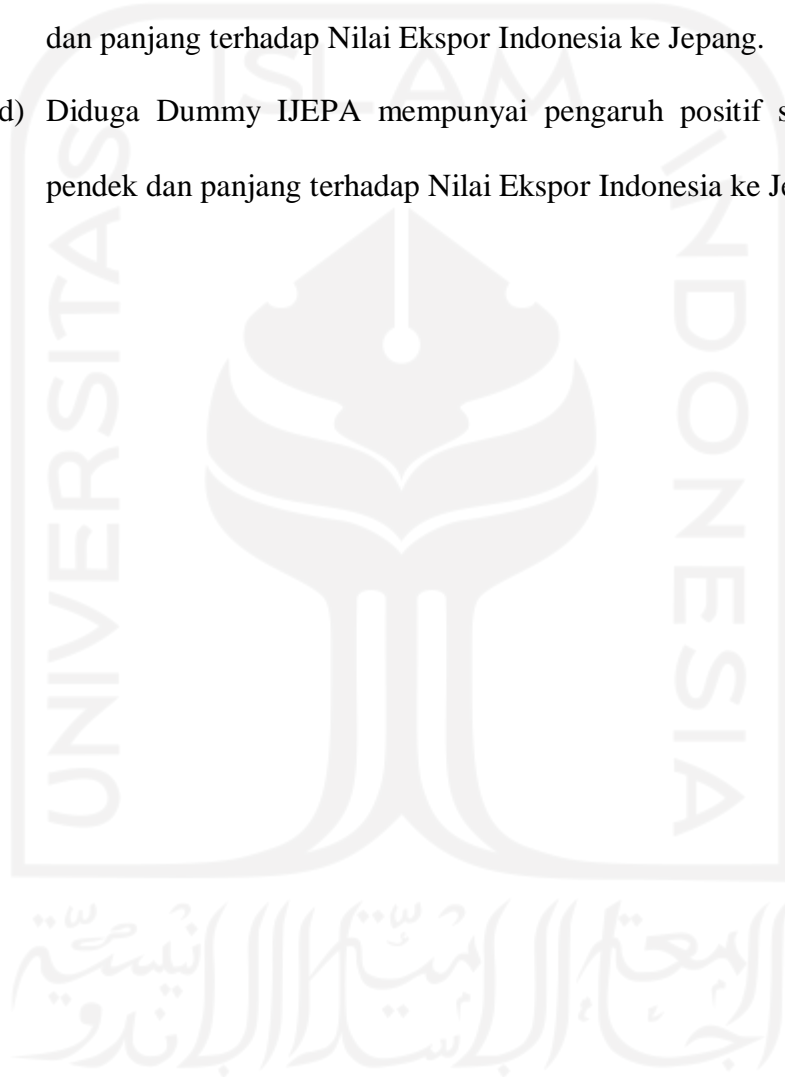 dan panjang terhadap Nilai Ekspor Indonesia ke Jepang.
d) Diduga Dummy IJEPA mempunyai pengaruh positif
pendek dan panjang terhadap Nilai Ekspor Indonesia ke
ISLAM
UNIVERSITAS
INDONESIA